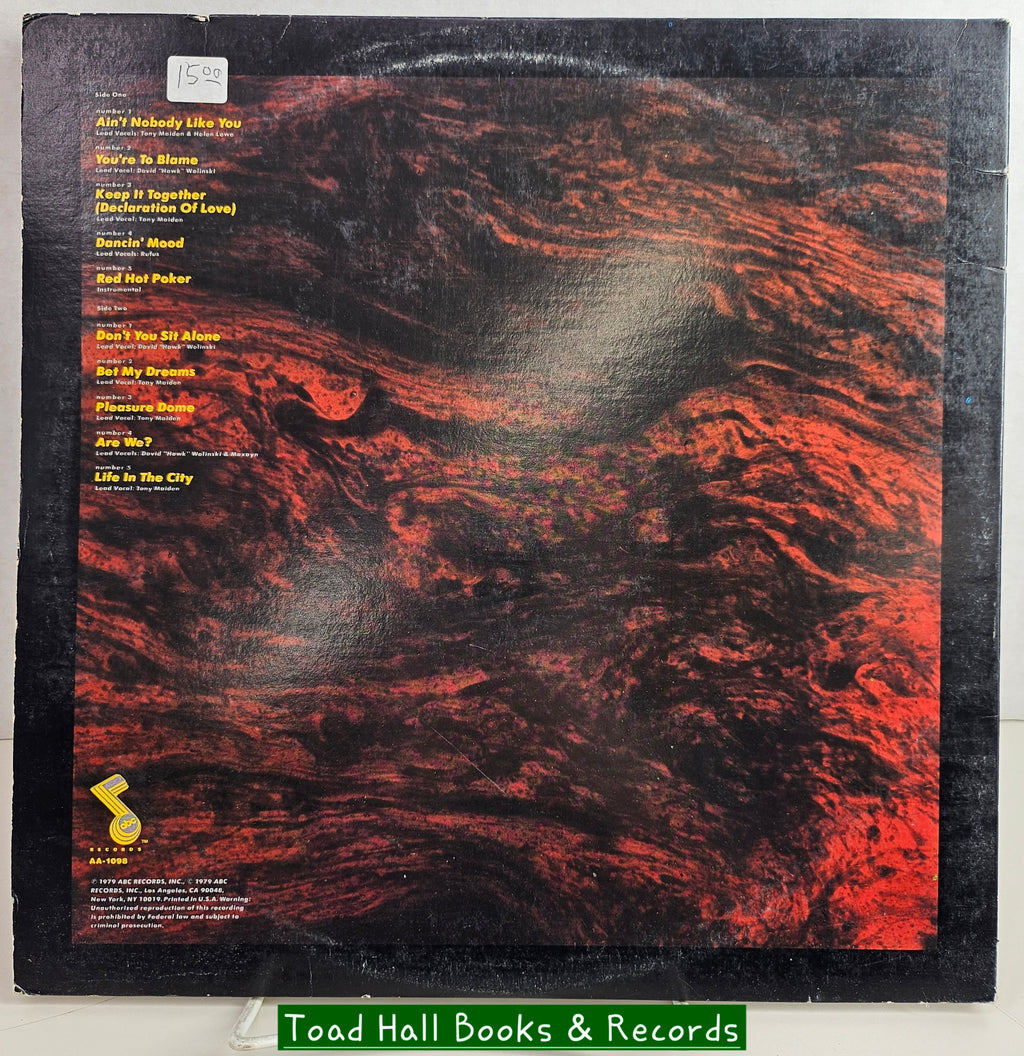 15.00
Side One
number 1
Ain't Nobody Like You
Lead Vocals: Tony Maiden & Helen Lowe
number 2
You're To Blame
Lead Vocal: David "Hawk" Wolinski
number 3
Keep It Together
(Declaration Of Love)
Lead Vocal: Tony Maiden
number 4
Dancin' Mood
Lead Vocals: Rufus
number 5
Red Hot Poker
Instrumental
Side Two
number 1
Don't You Sit Alone
Lead Vocal: David "Hawk" Wolinski
number 2
Bet My Dreams
Lead Vocal: Tony Maiden
number 3
Pleasure Dome
Lead Vocal: Tony Maiden
number 4
Are We?
Lead Vocals: David "Hawk" Wolinski & Maxayn
number 5
Life In The City
Lead Vocal: Tony Maiden
abc
RECORDS TM
AA-1098
℗ 1979 ABC RECORDS, INC., © 1979 ABC
RECORDS, INC., Los Angeles, CA 90048,
New York, NY 10019. Printed in U.S.A. Warning:
Unauthorized reproduction of this recording
is prohibited by Federal law and subject to
criminal prosecution.
Toad Hall Books & Records